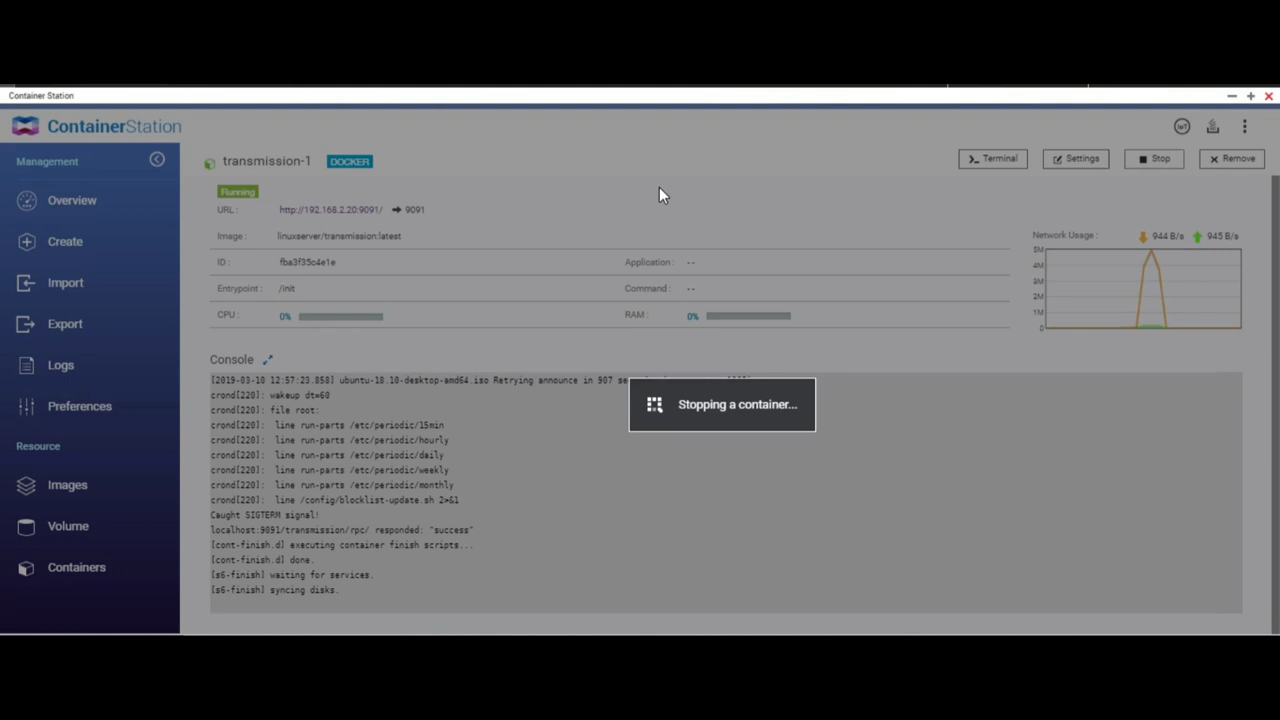 Container Station
ContainerStation
IoT
Management
Overview
Create
Import
Export
Logs
Preferences
Resource
Images
Volume
Containers
transmission-1 DOCKER
Terminal
Settings
Stop
Remove
Running
URL : http://192.168.2.20:9091/ ➔ 9091
Image : linuxserver/transmission:latest
ID : fba3f35c4e1e
Application : --
Entrypoint : /init
Command : --
CPU : 0%
RAM : 0%
Network Usage : 944 B/s 945 B/s
5M
4M
3M
2M
1M
0M
Console
[2019-03-10 12:57:23.858] ubuntu-18.10-desktop-amd64.iso Retrying announce in 907
crond[220]: wakeup dt=60
crond[220]: file root:
crond[220]:  line run-parts /etc/periodic/15min
crond[220]:  line run-parts /etc/periodic/hourly
crond[220]:  line run-parts /etc/periodic/daily
crond[220]:  line run-parts /etc/periodic/weekly
crond[220]:  line run-parts /etc/periodic/monthly
crond[220]:  line /config/blocklist-update.sh 2>&1
Caught SIGTERM signal!
localhost:9091/transmission/rpc/ responded: "success"
[cont-finish.d] executing container finish scripts...
[cont-finish.d] done.
[s6-finish] waiting for services.
[s6-finish] syncing disks.
Stopping a container...